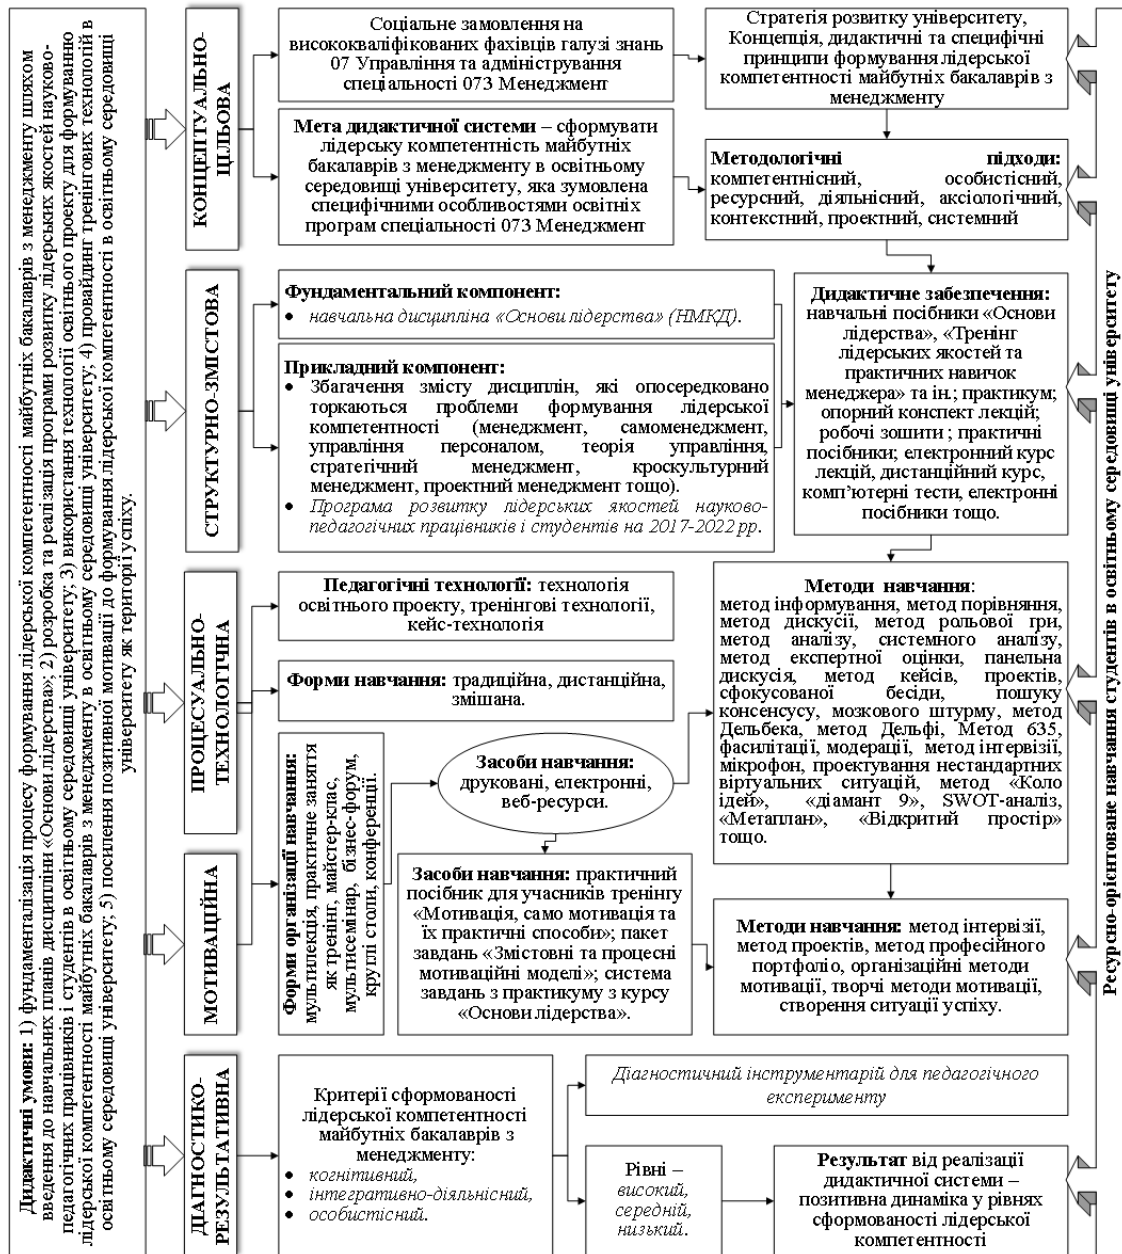 Дидактичні умови: 1) фундаменталізація процесу формування лідерської компетентності майбутніх бакалаврів з менеджменту шляхом
введення до навчальних планів дисципліни «Основи лідерства»; 2) розробка та реалізація програми розвитку лідерських якостей науково-
педагогічних працівників і студентів в освітньому середовищі університету; 3) використання технології освітнього проекту для формуванню
лідерської компетентності майбутніх бакалаврів з менеджменту в освітньому середовищі університету; 4) провайдинг тренінгових технологій в
освітньому середовищі університету; 5) посилення позитивної мотивації до формування лідерської компетентності в освітньому середовищі
університету як території успіху.
КОНЦЕПТУАЛЬНО-
ЦІЛЬОВА
Соціальне замовлення на
висококваліфікованих фахівців галузі знань
07 Управління та адміністрування
спеціальності 073 Менеджмент
Стратегія розвитку університету,
Концепція, дидактичні та специфічні
принципи формування лідерської
компетентності майбутніх бакалаврів з
менеджменту
Мета дидактичної системи – сформувати
лідерську компетентність майбутніх
бакалаврів з менеджменту в освітньому
середовищі університету, яка зумовлена
специфічними особливостями освітніх
програм спеціальності 073 Менеджмент
Методологічні підходи:
компетентнісний, особистісний,
ресурсний, діяльнісний, аксіологічний,
контекстний, проектний, системний
СТРУКТУРНО-ЗМІСТОВА
Фундаментальний компонент:
• навчальна дисципліна «Основи лідерства» (НМКД).
Прикладний компонент:
• Збагачення змісту дисциплін, які опосередковано
торкаються проблеми формування лідерської
компетентності (менеджмент, самоменеджмент,
управління персоналом, теорія управління,
стратегічний менеджмент, кроскультурний
менеджмент, проектний менеджмент тощо).
• Програма розвитку лідерських якостей науково-
педагогічних працівників і студентів на 2017-2022 рр.
Дидактичне забезпечення:
навчальні посібники «Основи
лідерства», «Тренінг
лідерських якостей та
практичних навичок
менеджера» та ін.; практикум;
опорний конспект лекцій;
робочі зошити ; практичні
посібники; електронний курс
лекцій, дистанційний курс,
комп’ютерні тести, електронні
посібники тощо.
ПРОЦЕСУАЛЬНО-
ТЕХНОЛОГІЧНА
Педагогічні технології: технологія
освітнього проекту, тренінгові технології,
кейс-технологія
Форми навчання: традиційна, дистанційна,
змішана.
Методи навчання:
метод інформування, метод порівняння,
метод дискусії, метод рольової гри,
метод аналізу, системного аналізу,
метод експертної оцінки, панельна
дискусія, метод кейсів, проектів,
сфокусованої бесіди, пошуку
консенсусу, мозкового штурму, метод
Дельбека, метод Дельфі, Метод 635,
фасилітації, модерації, метод інтервізії,
мікрофон, проектування нестандартних
віртуальних ситуацій, метод «Коло
ідей», «діамант 9», SWOT-аналіз,
«Метаплан», «Відкритий простір»
тощо.
МОТИВАЦІЙНА
Форми організації навчання:
мультилекція, практичне заняття
як тренінг, майстер-клас,
мультисемінар, бізнес-форум,
круглі столи, конференції.
Засоби навчання:
друковані, електронні,
веб-ресурси.
Засоби навчання: практичний
посібник для учасників тренінгу
«Мотивація, само мотивація та
їх практичні способи»; пакет
завдань «Змістовні та процесні
мотиваційні моделі»; система
завдань з практикуму з курсу
«Основи лідерства».
Методи навчання: метод інтервізії,
метод проектів, метод професійного
портфоліо, організаційні методи
мотивації, творчі методи мотивації,
створення ситуації успіху.
ДІАГНОСТИКО-
РЕЗУЛЬТАТИВНА
Критерії сформованості
лідерської компетентності
майбутніх бакалаврів з
менеджменту:
• когнітивний,
• інтегративно-діяльнісний,
• особистісний.
Діагностичний інструментарій для педагогічного
експерименту
Рівні –
високий,
середній,
низький.
Результат від реалізації
дидактичної системи –
позитивна динаміка у рівнях
сформованості лідерської
компетентності
Ресурсно-орієнтоване навчання студентів в освітньому середовищі університету